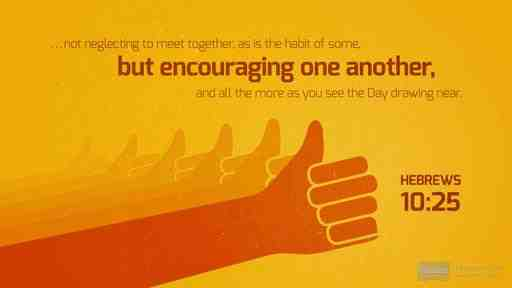 ...not neglecting to meet together, as is the habit of some,
but encouraging one another,
and all the more as you see the Day drawing near.
HEBREWS
10:25